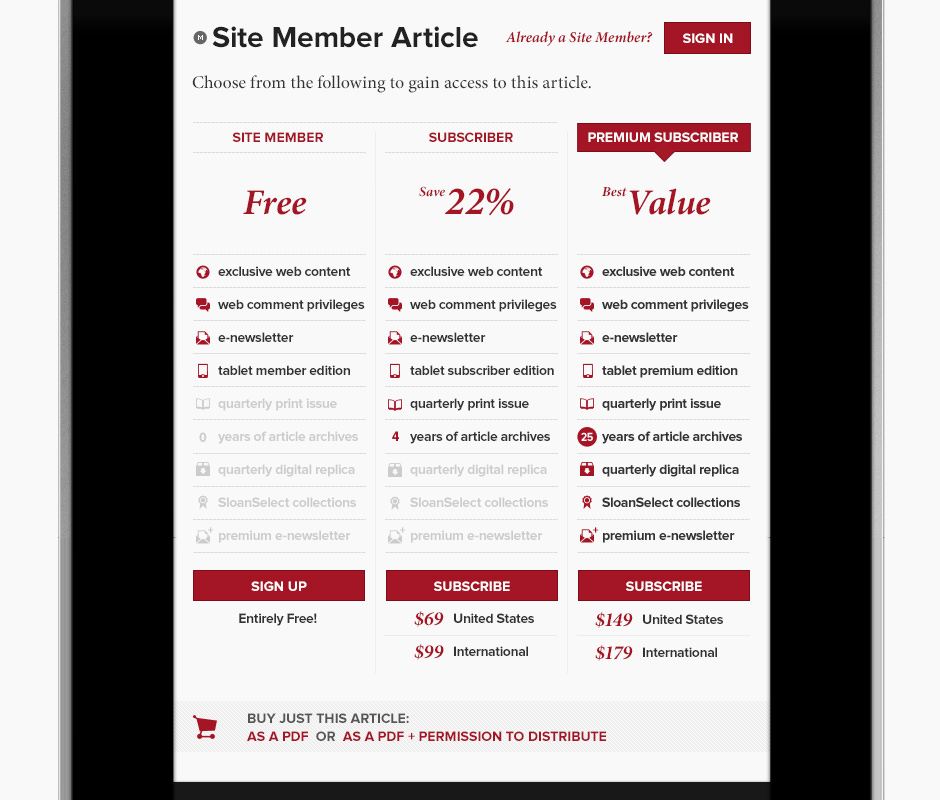 M Site Member Article
Already a Site Member?
SIGN IN
Choose from the following to gain access to this article.
SITE MEMBER
Free
exclusive web content
web comment privileges
e-newsletter
tablet member edition
quarterly print issue
0 years of article archives
quarterly digital replica
SloanSelect collections
premium e-newsletter
SIGN UP
Entirely Free!
SUBSCRIBER
Save 22%
exclusive web content
web comment privileges
e-newsletter
tablet subscriber edition
quarterly print issue
4 years of article archives
quarterly digital replica
SloanSelect collections
premium e-newsletter
SUBSCRIBE
$69 United States
$99 International
PREMIUM SUBSCRIBER
Best Value
exclusive web content
web comment privileges
e-newsletter
tablet premium edition
quarterly print issue
25 years of article archives
quarterly digital replica
SloanSelect collections
premium e-newsletter
SUBSCRIBE
$149 United States
$179 International
BUY JUST THIS ARTICLE:
AS A PDF OR AS A PDF + PERMISSION TO DISTRIBUTE